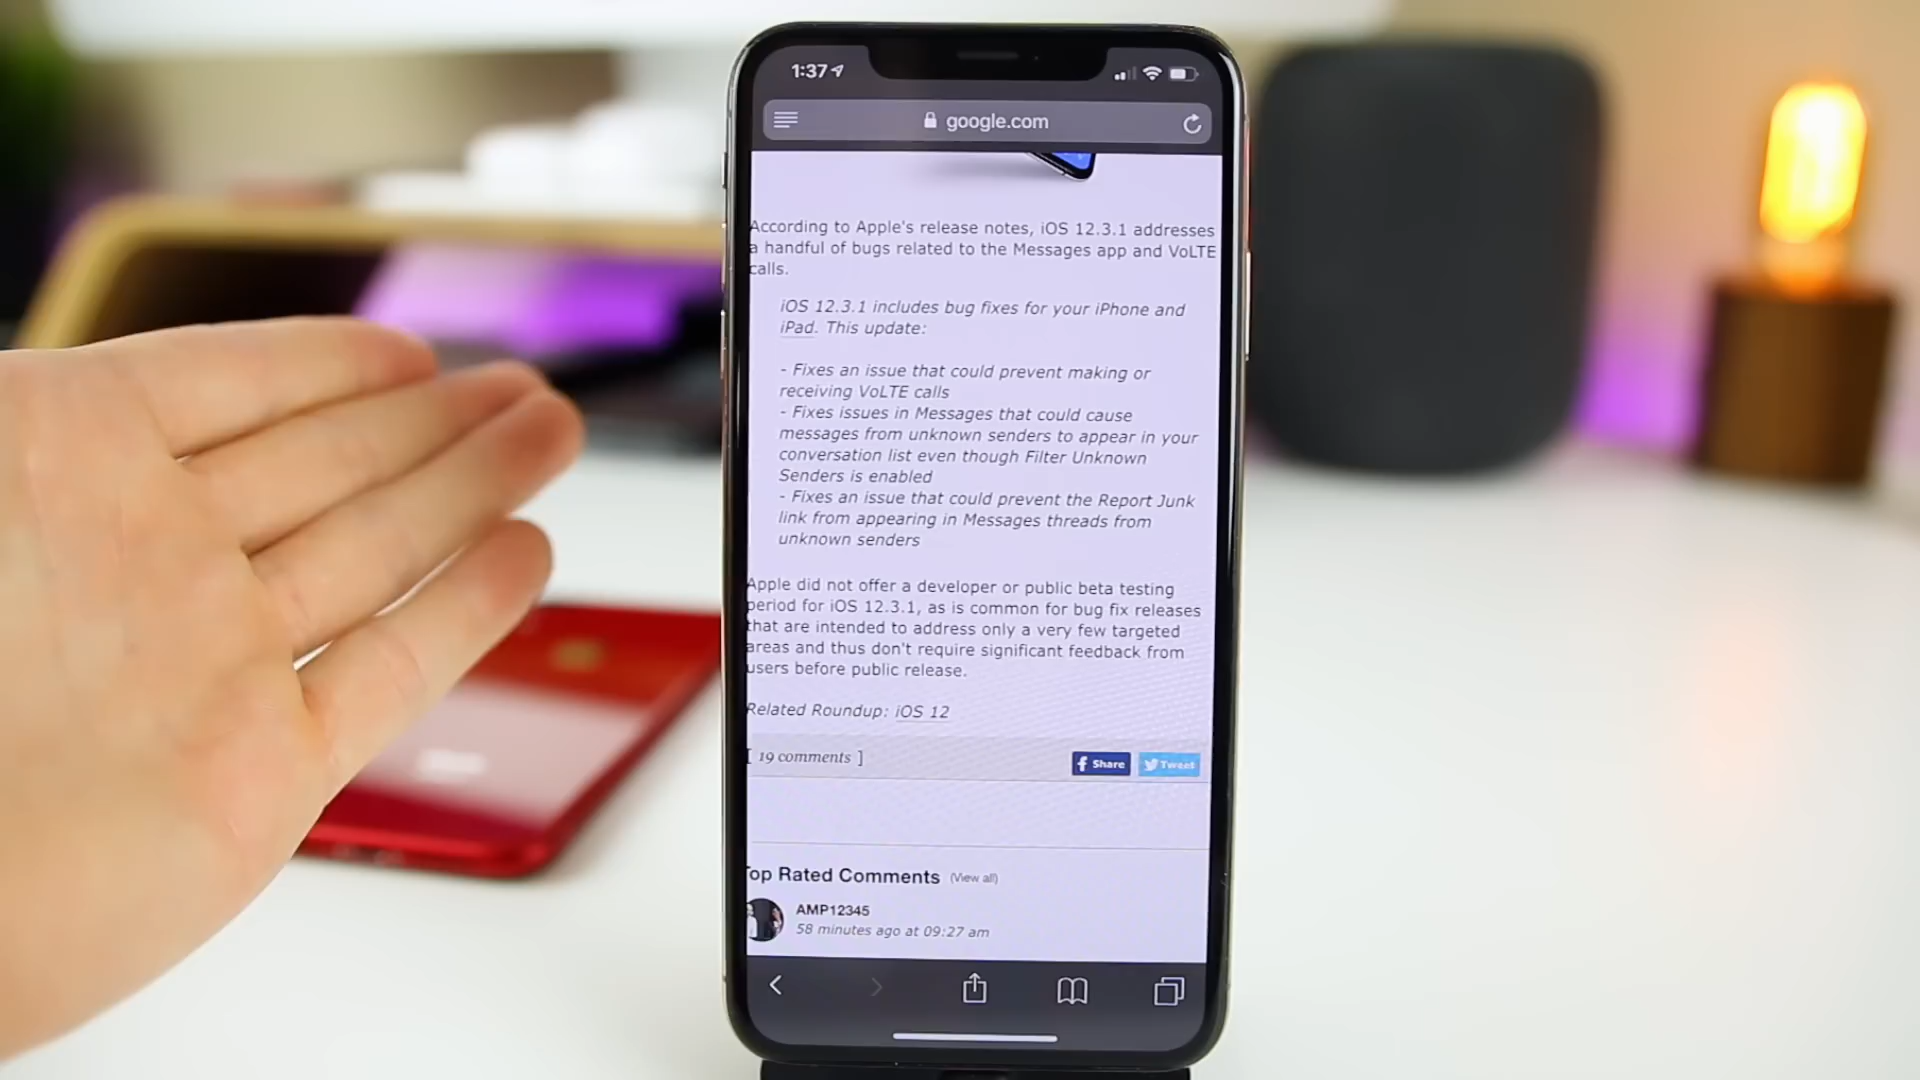 1:37
google.com
According to Apple's release notes, iOS 12.3.1 addresses
a handful of bugs related to the Messages app and VoLTE
calls.
iOS 12.3.1 includes bug fixes for your iPhone and
iPad. This update:
- Fixes an issue that could prevent making or
receiving VoLTE calls
- Fixes issues in Messages that could cause
messages from unknown senders to appear in your
conversation list even though Filter Unknown
Senders is enabled
- Fixes an issue that could prevent the Report Junk
link from appearing in Messages threads from
unknown senders
Apple did not offer a developer or public beta testing
period for iOS 12.3.1, as is common for bug fix releases
that are intended to address only a very few targeted
areas and thus don't require significant feedback from
users before public release.
Related Roundup: iOS 12
[ 19 comments ]
Share
Tweet
Top Rated Comments (View all)
AMP12345
58 minutes ago at 09:27 am